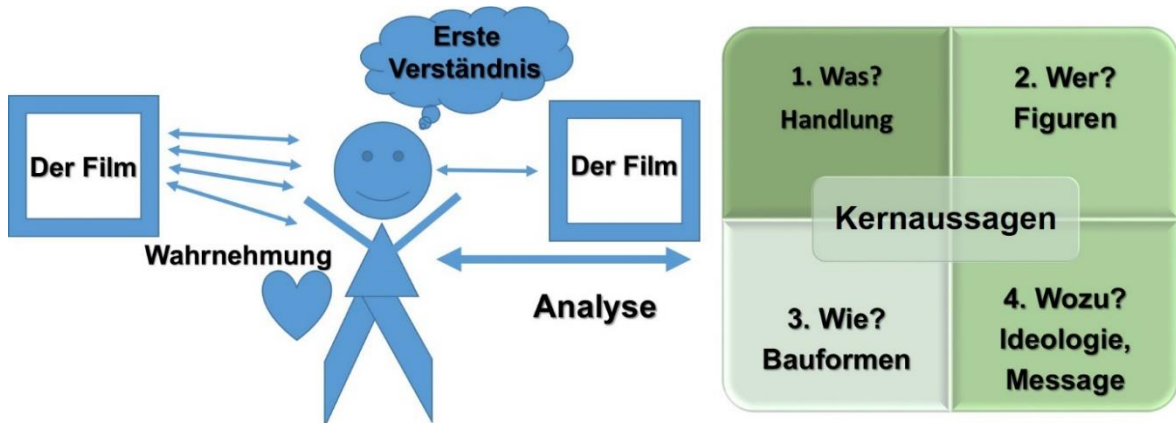 Erste
Verständnis
Der Film
Der Film
Wahrnehmung
Analyse
1. Was?
Handlung
2. Wer?
Figuren
Kernaussagen
3. Wie?
Bauformen
4. Wozu?
Ideologie,
Message